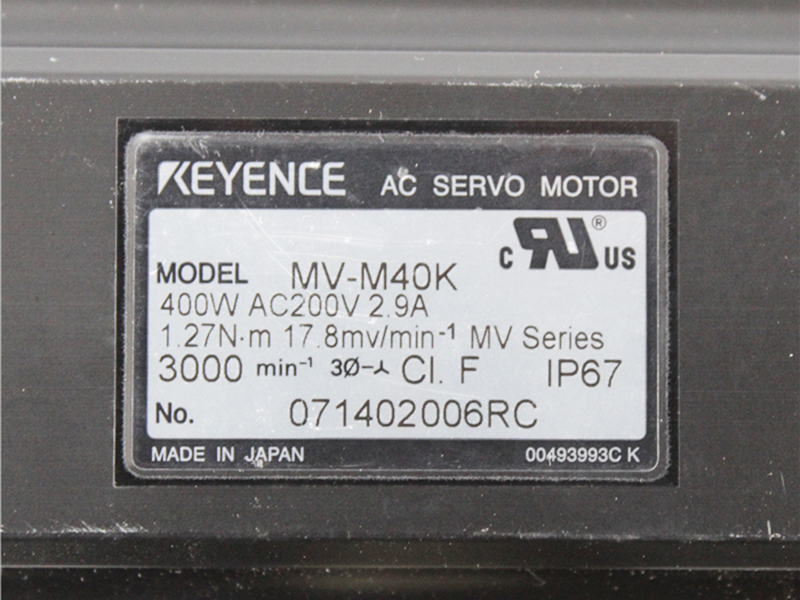 KEYENCE AC SERVO MOTOR
c RU ® US
MODEL MV-M40K
400W AC200V 2.9A
1.27N·m 17.8mv/min⁻¹ MV Series
3000 min⁻¹ 3Ø-⅄ Cl. F IP67
No. 071402006RC
MADE IN JAPAN 00493993C K